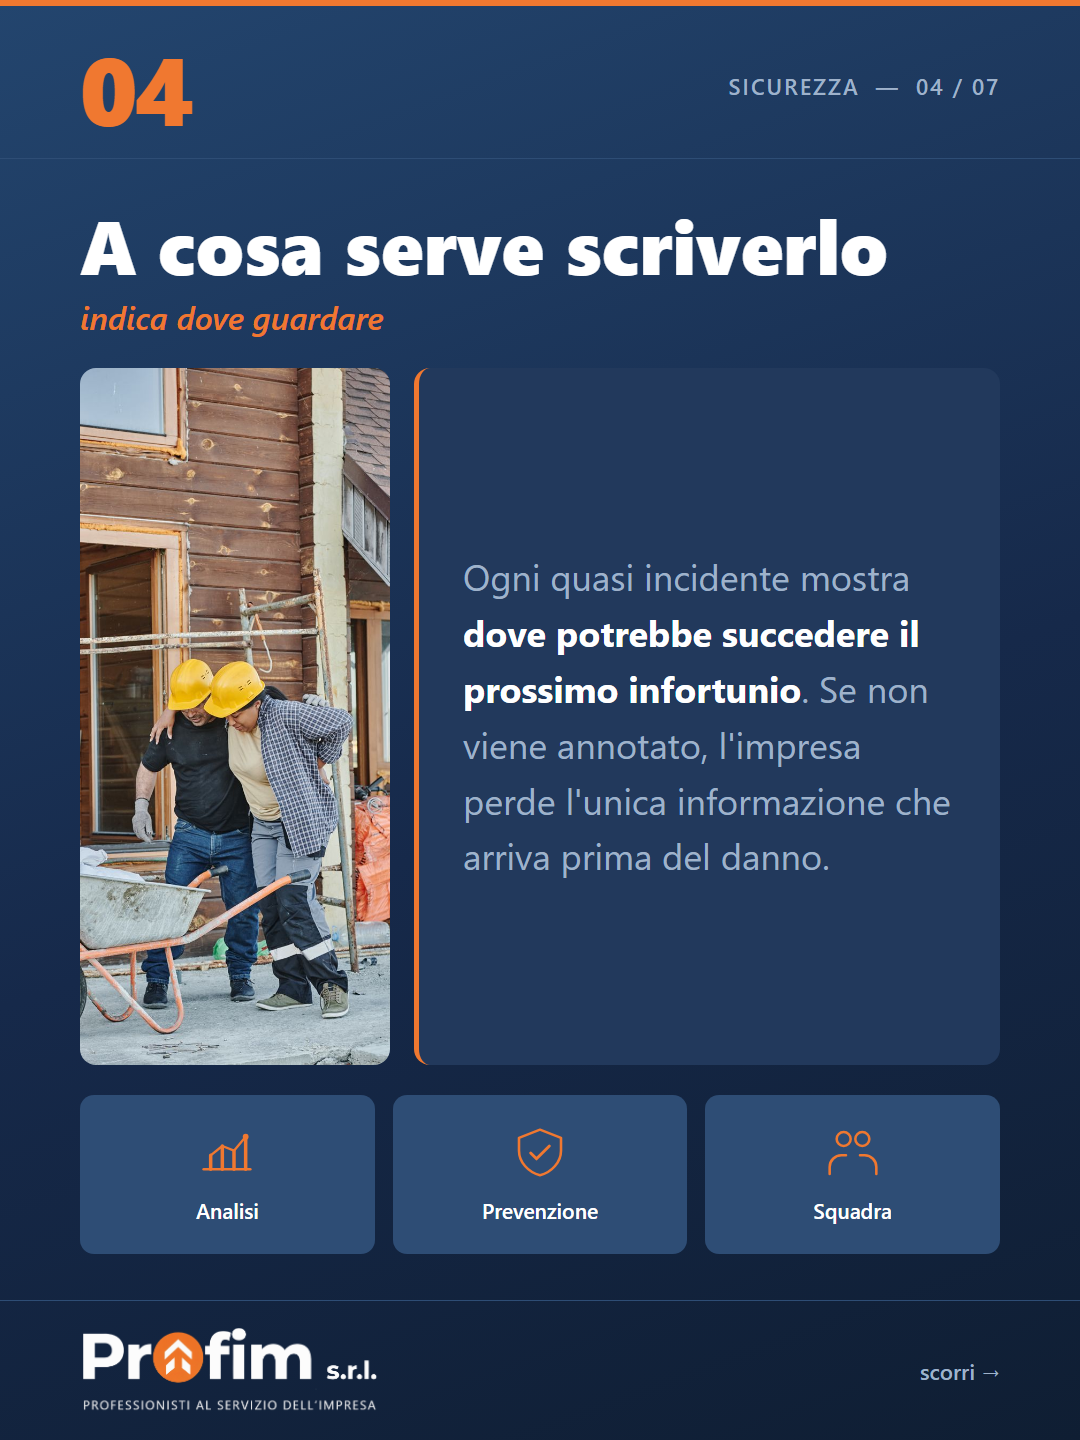 04
SICUREZZA — 04 / 07
A cosa serve scriverlo
indica dove guardare
Ogni quasi incidente mostra
dove potrebbe succedere il
prossimo infortunio. Se non
viene annotato, l'impresa
perde l'unica informazione che
arriva prima del danno.
Analisi
Prevenzione
Squadra
Profim s.r.l.
PROFESSIONISTI AL SERVIZIO DELL'IMPRESA
scorri →